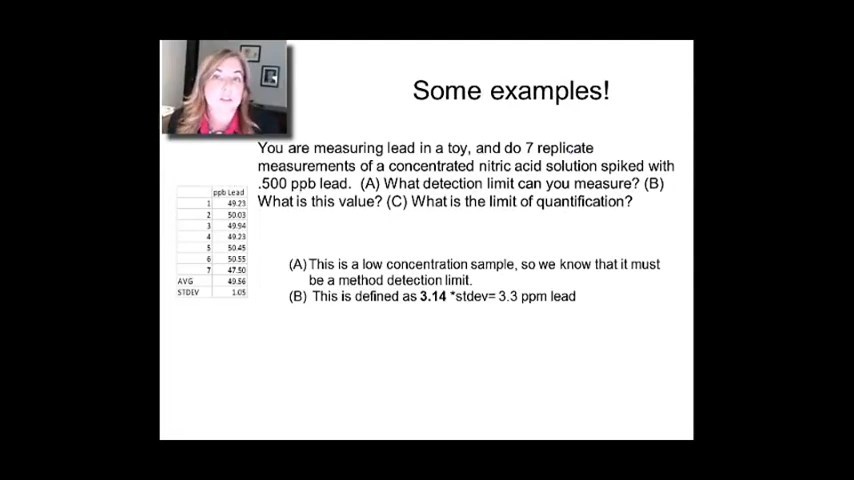 Some examples!
You are measuring lead in a toy, and do 7 replicate
measurements of a concentrated nitric acid solution spiked with
.500 ppb lead. (A) What detection limit can you measure? (B)
What is this value? (C) What is the limit of quantification?
ppb Lead
1 49.23
2 50.03
3 49.94
4 49.23
5 50.45
6 50.55
7 47.50
AVG 49.56
STDEV 1.05
(A) This is a low concentration sample, so we know that it must
be a method detection limit.
(B) This is defined as 3.14 *stdev= 3.3 ppm lead